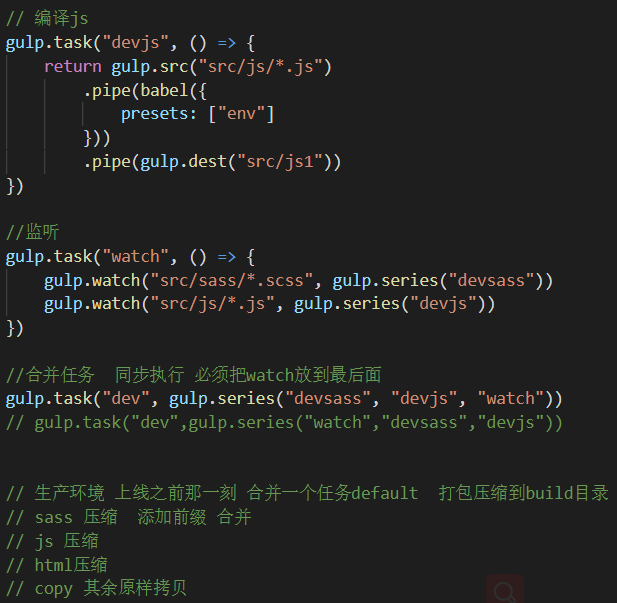 // 编译js
gulp.task("devjs", () => {
    return gulp.src("src/js/*.js")
        .pipe(babel({
            presets: ["env"]
        }))
        .pipe(gulp.dest("src/js1"))
})
//监听
gulp.task("watch", () => {
    gulp.watch("src/sass/*.scss", gulp.series("devsass"))
    gulp.watch("src/js/*.js", gulp.series("devjs"))
})
//合并任务  同步执行 必须把watch放到最后面
gulp.task("dev", gulp.series("devsass", "devjs", "watch"))
// gulp.task("dev",gulp.series("watch","devsass","devjs"))
// 生产环境 上线之前那一刻 合并一个任务default  打包压缩到build目录
// sass 压缩  添加前缀 合并
// js 压缩
// html压缩
// copy 其余原样拷贝